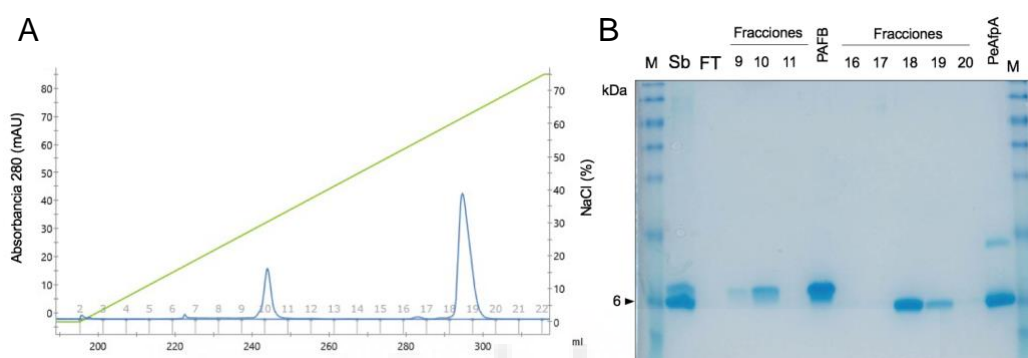 A
Absorbancia 280 (mAU)
80
70
60
50
40
30
20
10
0
70
60
50
40
30
20
10
0
NaCl (%)
2 3 4 5 6 7 8 9 10 11 12 13 14 15 16 17 18 19 20 21 22
200 220 240 260 280 300 ml
B
Fracciones PAFB Fracciones PeAfpA
M Sb FT 9 10 11 16 17 18 19 20 M
kDa
6